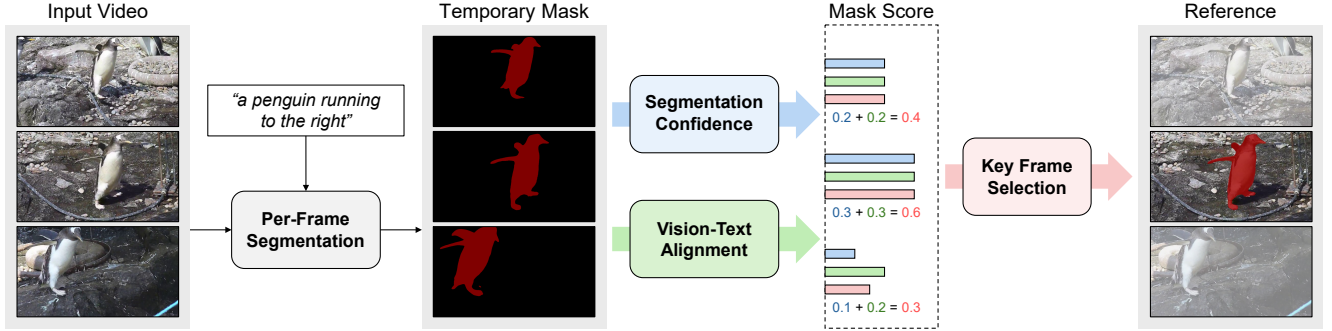 Input Video
Temporary Mask
Mask Score
Reference
“a penguin running
to the right”
Per-Frame
Segmentation
Segmentation
Confidence
Vision-Text
Alignment
0.2 + 0.2 = 0.4
0.3 + 0.3 = 0.6
0.1 + 0.2 = 0.3
Key Frame
Selection